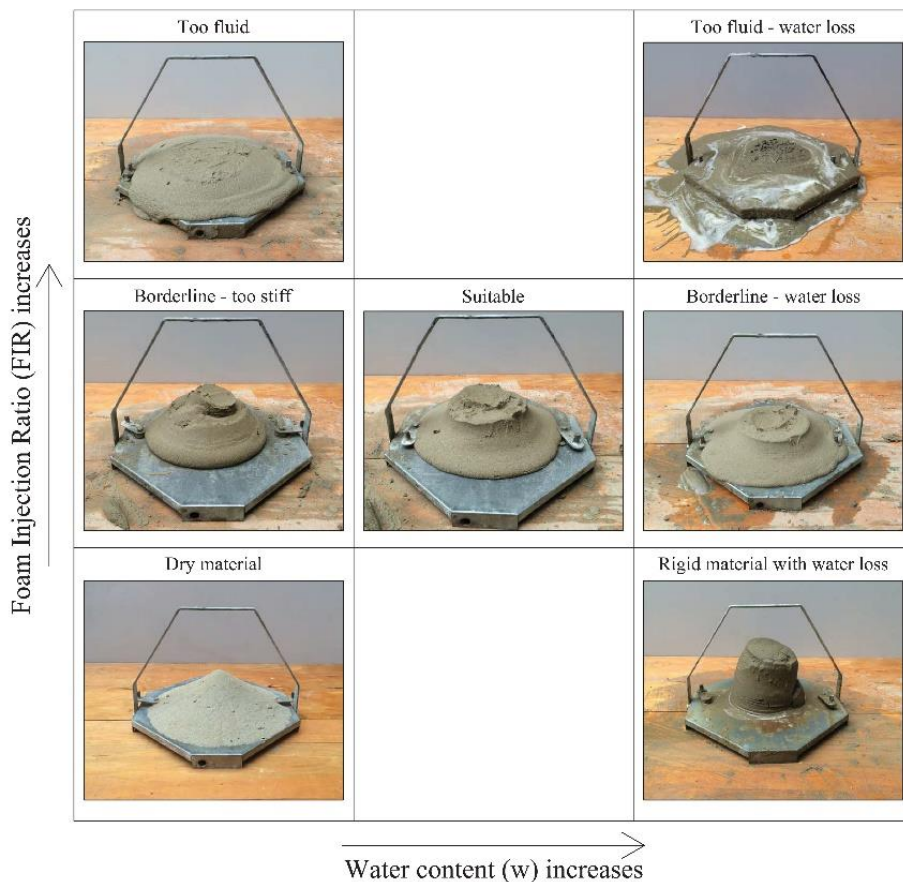 Too fluid
Too fluid - water loss
Foam Injection Ratio (FIR) increases
Borderline - too stiff
Suitable
Borderline - water loss
Dry material
Rigid material with water loss
Water content (w) increases